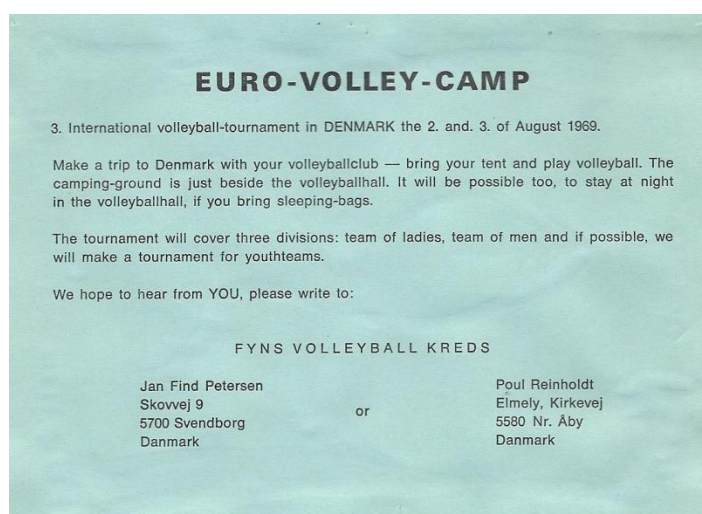 EURO-VOLLEY-CAMP
3. International volleyball-tournament in DENMARK the 2. and. 3. of August 1969.
Make a trip to Denmark with your volleyballclub — bring your tent and play volleyball. The
camping-ground is just beside the volleyballhall. It will be possible too, to stay at night
in the volleyballhall, if you bring sleeping-bags.
The tournament will cover three divisions: team of ladies, team of men and if possible, we
will make a tournament for youthteams.
We hope to hear from YOU, please write to:
FYNS VOLLEYBALL KREDS
Jan Find Petersen
Skovvej 9
5700 Svendborg
Danmark
or
Poul Reinholdt
Elmely, Kirkevej
5580 Nr. Åby
Danmark